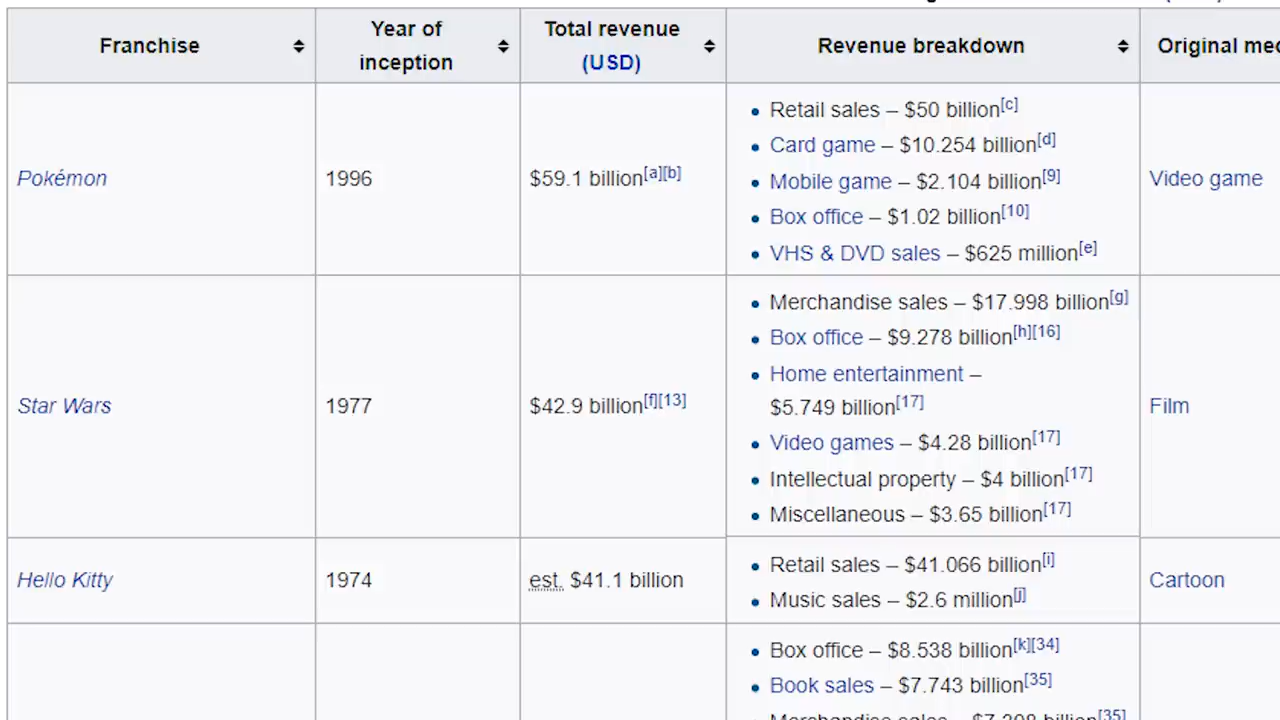 Franchise
Year of
inception
Total revenue
(USD)
Revenue breakdown
Original
Pokémon
1996
$59.1 billion[a][b]
Retail sales – $50 billion[c]
Card game – $10.254 billion[d]
Mobile game – $2.104 billion[9]
Box office – $1.02 billion[10]
VHS & DVD sales – $625 million[e]
Video game
Star Wars
1977
$42.9 billion[f][13]
Merchandise sales – $17.998 billion[g]
Box office – $9.278 billion[h][16]
Home entertainment –
$5.749 billion[17]
Video games – $4.28 billion[17]
Intellectual property – $4 billion[17]
Miscellaneous – $3.65 billion[17]
Film
Hello Kitty
1974
est. $41.1 billion
Retail sales – $41.066 billion[i]
Music sales – $2.6 million[j]
Cartoon
Box office – $8.538 billion[k][34]
Book sales – $7.743 billion[35]
Merchandise sales – $7.308 billion[35]